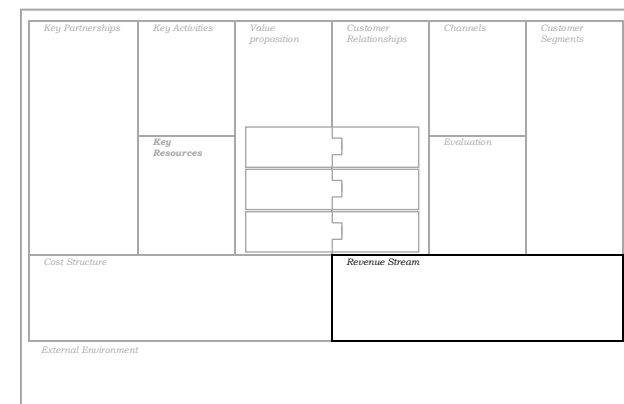 Key Partnerships
Key Activities
Value
proposition
Customer
Relationships
Channels
Customer
Segments
Key
Resources
Evaluation
Cost Structure
Revenue Stream
External Environment